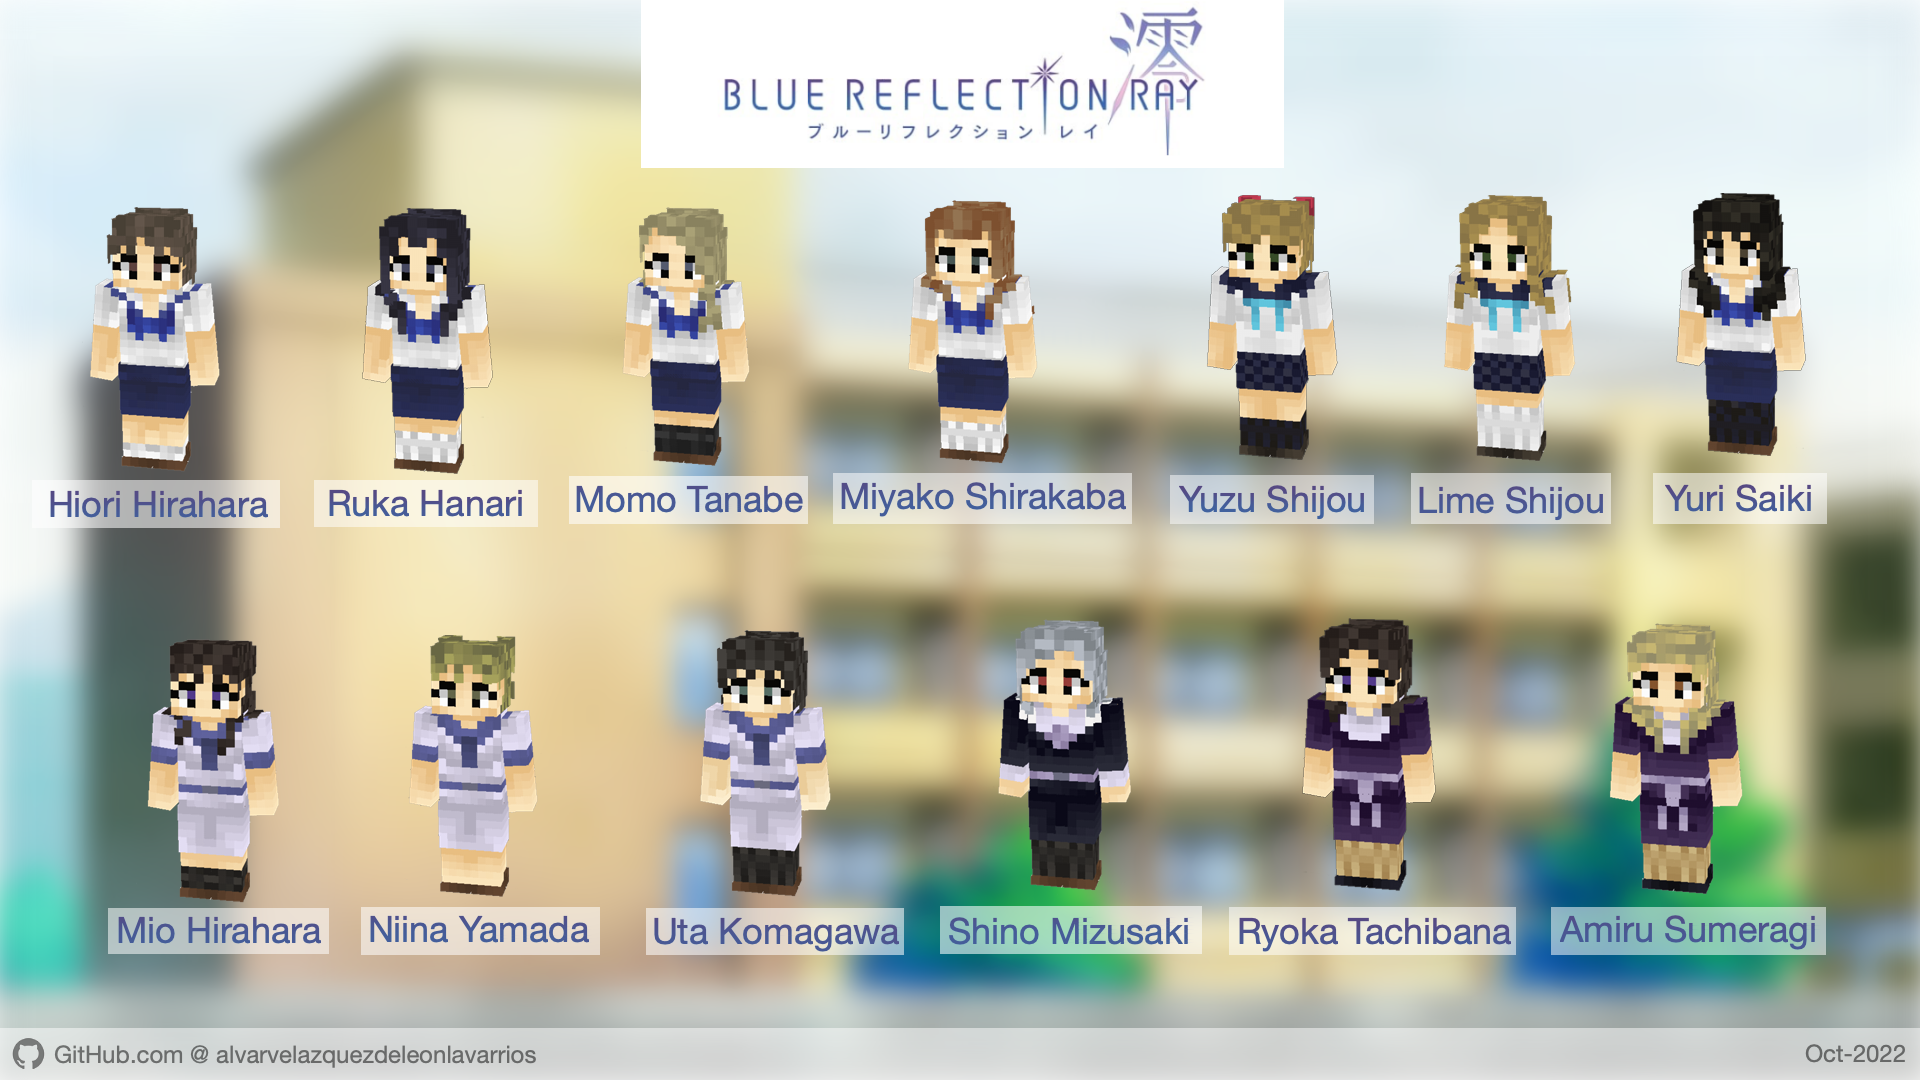 澪
BLUE REFLECTION RAY
ブルーリフレクション レイ
Hiori Hirahara
Ruka Hanari
Momo Tanabe
Miyako Shirakaba
Yuzu Shijou
Lime Shijou
Yuri Saiki
Mio Hirahara
Niina Yamada
Uta Komagawa
Shino Mizusaki
Ryoka Tachibana
Amiru Sumeragi
GitHub.com @ alvarvelazquezdeleonlavarrios
Oct-2022